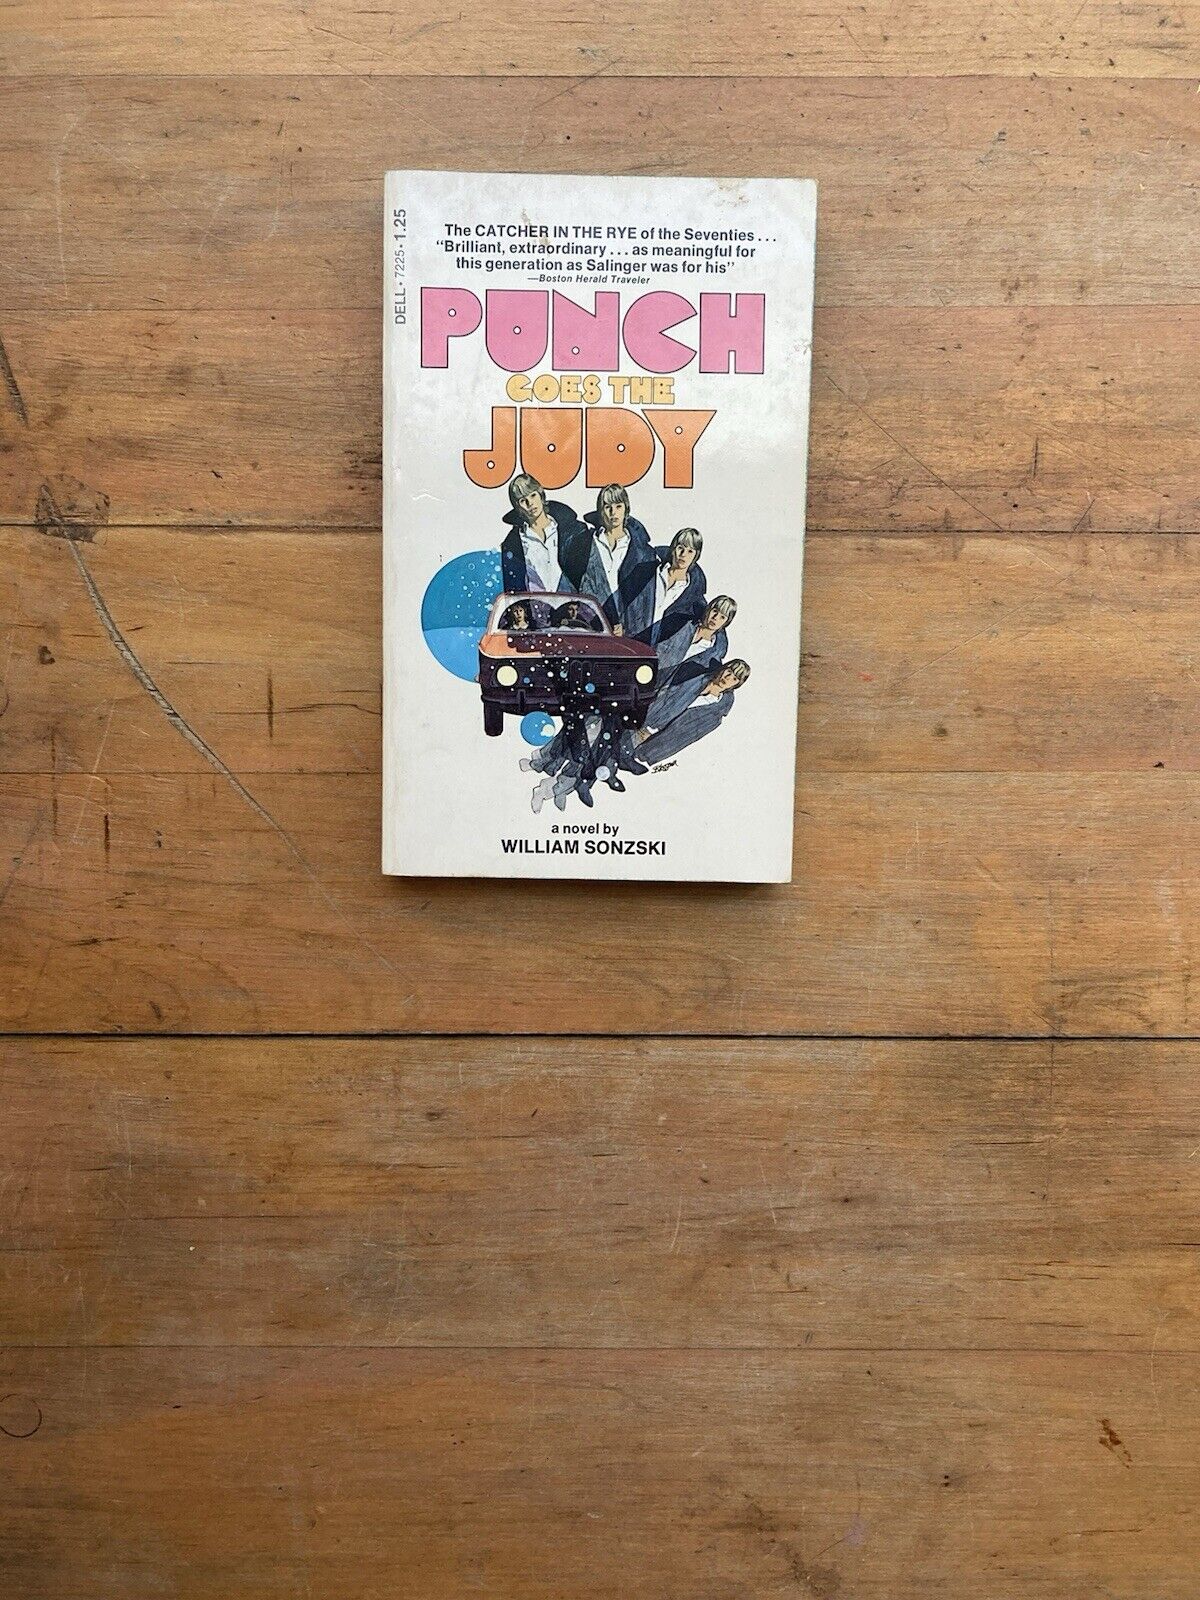 DELL • 7225 • 1.25
The CATCHER IN THE RYE of the Seventies...
"Brilliant, extraordinary...as meaningful for
this generation as Salinger was for his"
—Boston Herald Traveler
PUNCH
GOES THE
JUDY
a novel by
WILLIAM SONZSKI